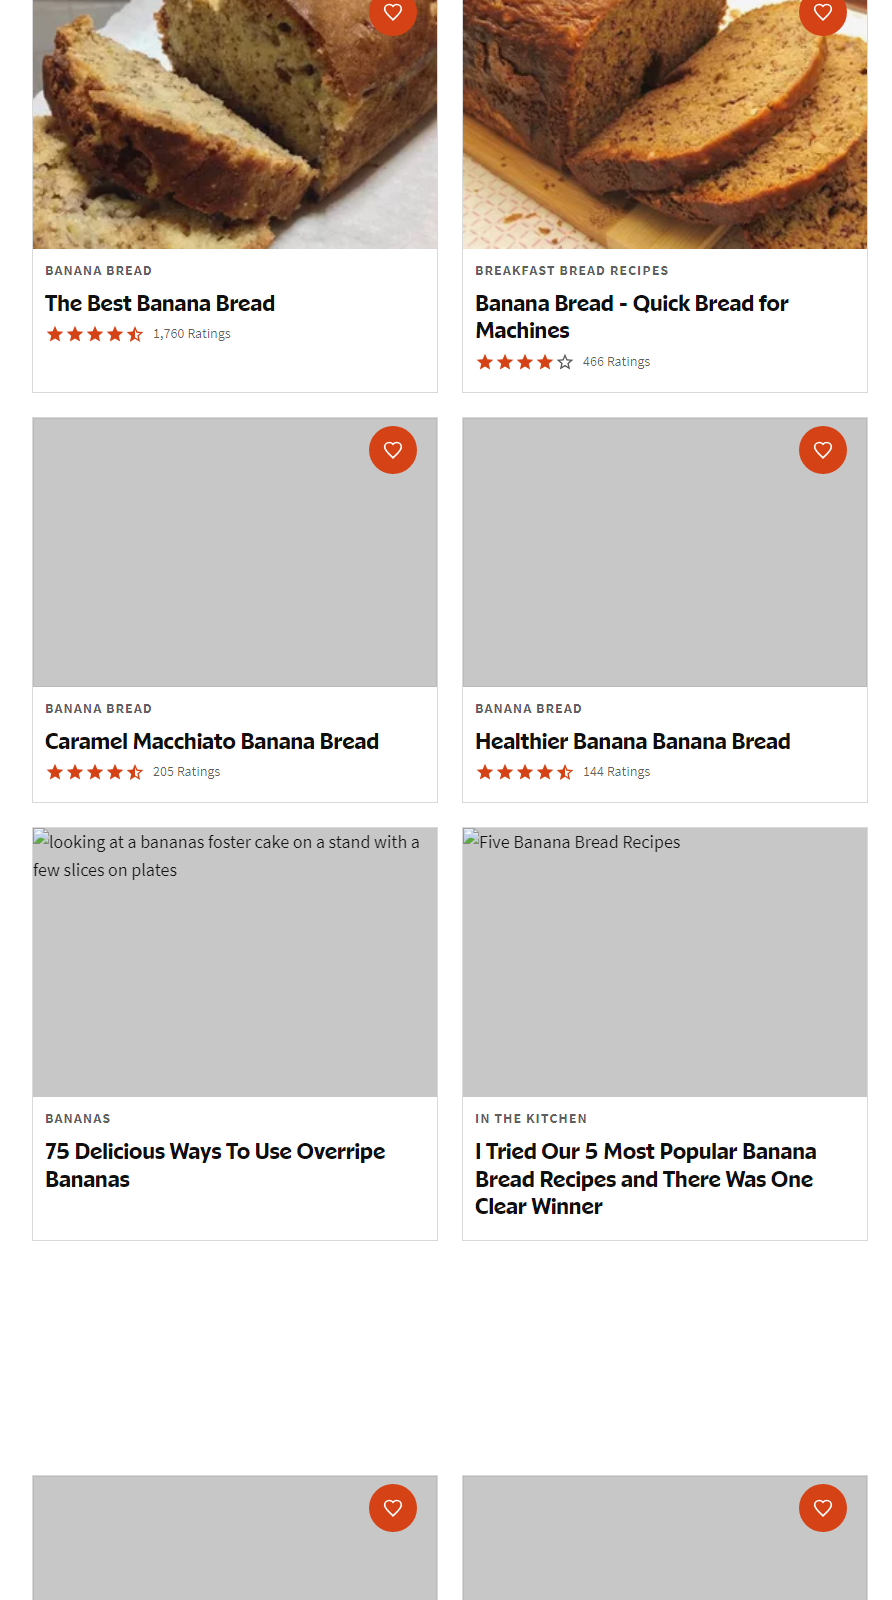 BANANA BREAD
The Best Banana Bread
1,760 Ratings
BREAKFAST BREAD RECIPES
Banana Bread - Quick Bread for
Machines
466 Ratings
BANANA BREAD
Caramel Macchiato Banana Bread
205 Ratings
BANANA BREAD
Healthier Banana Banana Bread
144 Ratings
looking at a bananas foster cake on a stand with a
few slices on plates
BANANAS
75 Delicious Ways To Use Overripe
Bananas
Five Banana Bread Recipes
IN THE KITCHEN
I Tried Our 5 Most Popular Banana
Bread Recipes and There Was One
Clear Winner